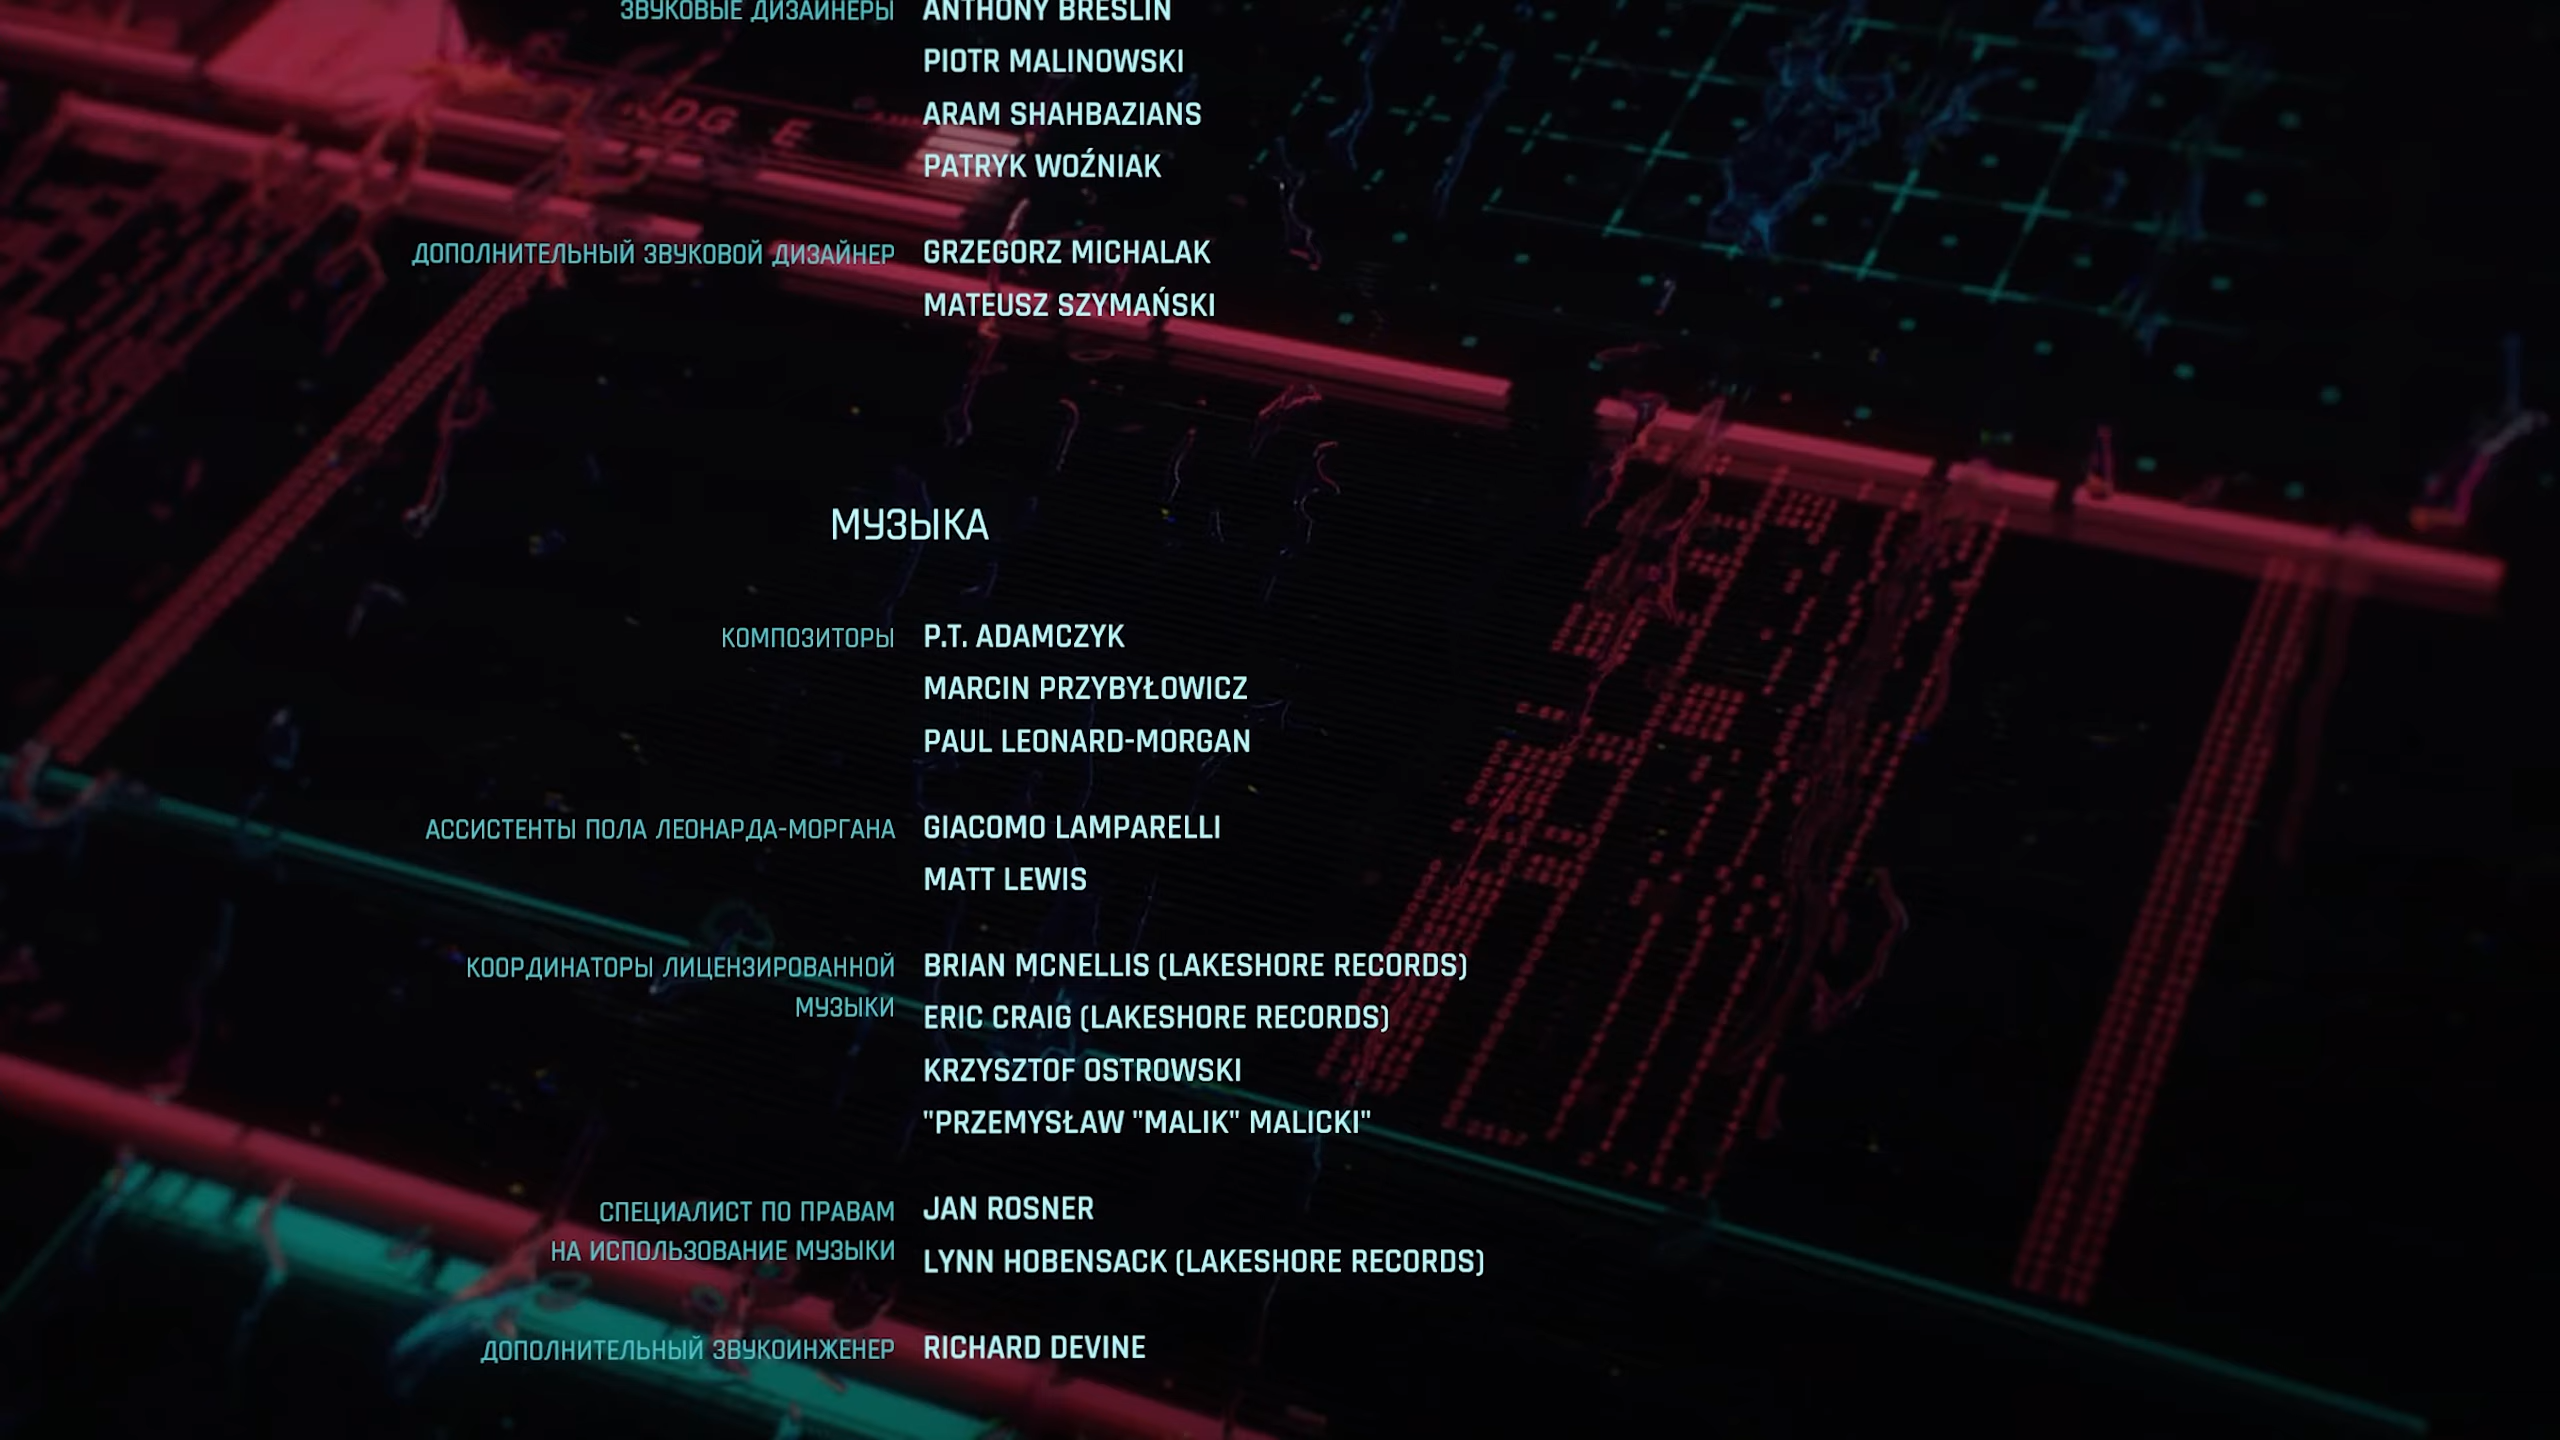 ЗВУКОВЫЕ ДИЗАЙНЕРЫ ANTHONY BRESLIN
PIOTR MALINOWSKI
ARAM SHAHBAZIANS
PATRYK WOŹNIAK
ДОПОЛНИТЕЛЬНЫЙ ЗВУКОВОЙ ДИЗАЙНЕР GRZEGORZ MICHALAK
MATEUSZ SZYMAŃSKI
МУЗЫКА
КОМПОЗИТОРЫ P.T. ADAMCZYK
MARCIN PRZYBYŁOWICZ
PAUL LEONARD-MORGAN
АССИСТЕНТЫ ПОЛА ЛЕОНАРДА-МОРГАНА GIACOMO LAMPARELLI
MATT LEWIS
КООРДИНАТОРЫ ЛИЦЕНЗИРОВАННОЙ BRIAN MCNELLIS (LAKESHORE RECORDS)
МУЗЫКИ ERIC CRAIG (LAKESHORE RECORDS)
KRZYSZTOF OSTROWSKI
"PRZEMYSŁAW "MALIK" MALICKI"
СПЕЦИАЛИСТ ПО ПРАВАМ JAN ROSNER
НА ИСПОЛЬЗОВАНИЕ МУЗЫКИ LYNN HOBENSACK (LAKESHORE RECORDS)
ДОПОЛНИТЕЛЬНЫЙ ЗВУКОИНЖЕНЕР RICHARD DEVINE